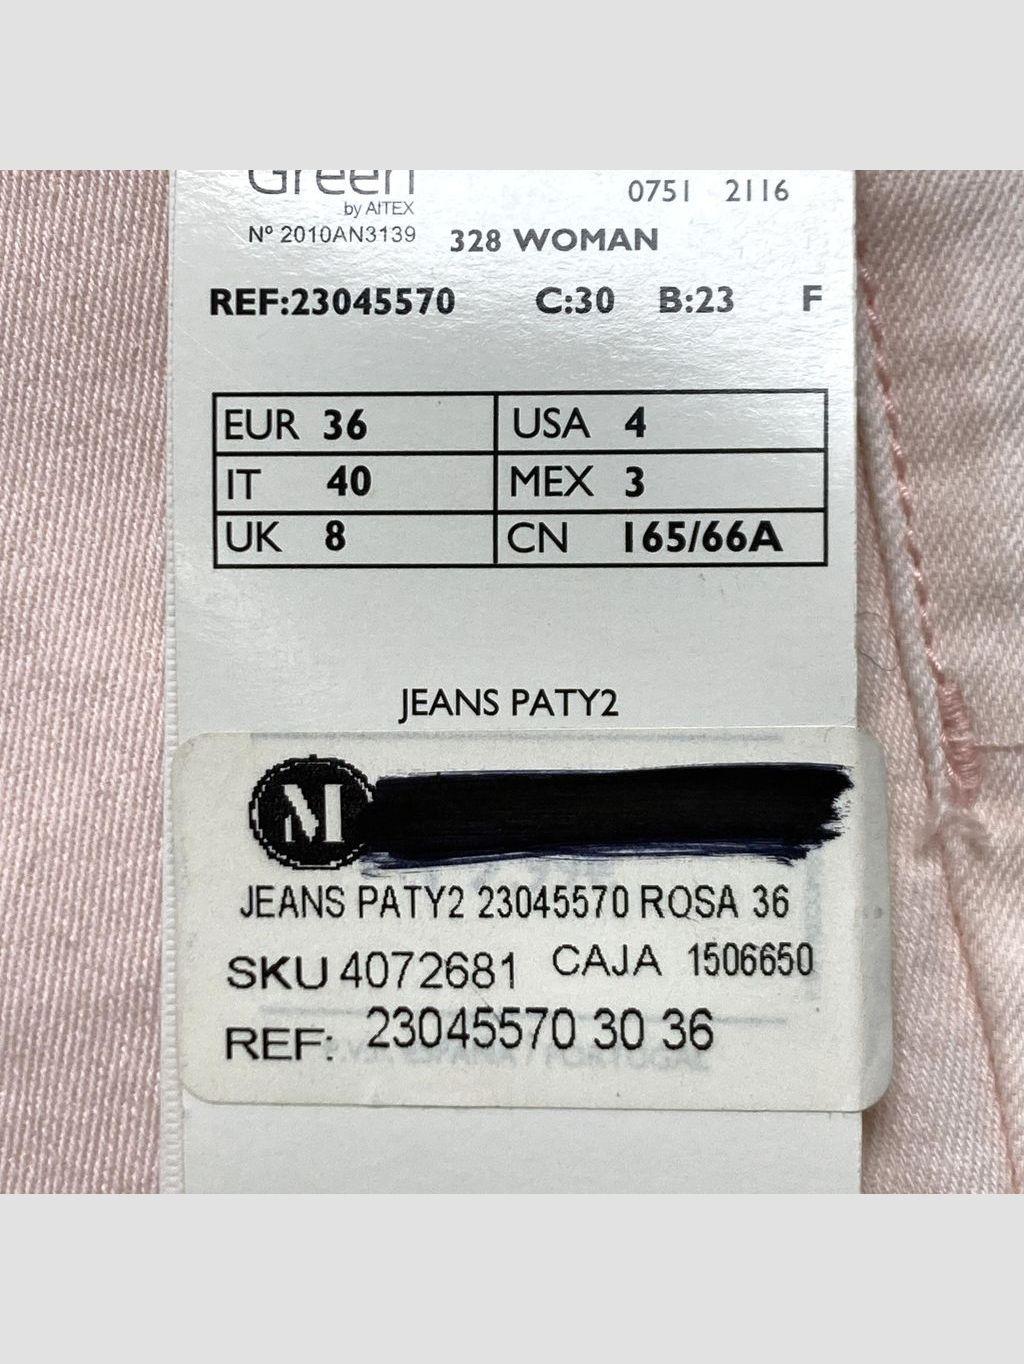 Green
by AITEX
Nº 2010AN3139
0751 2116
328 WOMAN
REF:23045570 C:30 B:23 F
EUR 36 USA 4
IT 40 MEX 3
UK 8 CN 165/66A
JEANS PATY2
M
JEANS PATY2 23045570 ROSA 36
SKU 4072681 CAJA 1506650
REF: 23045570 30 36